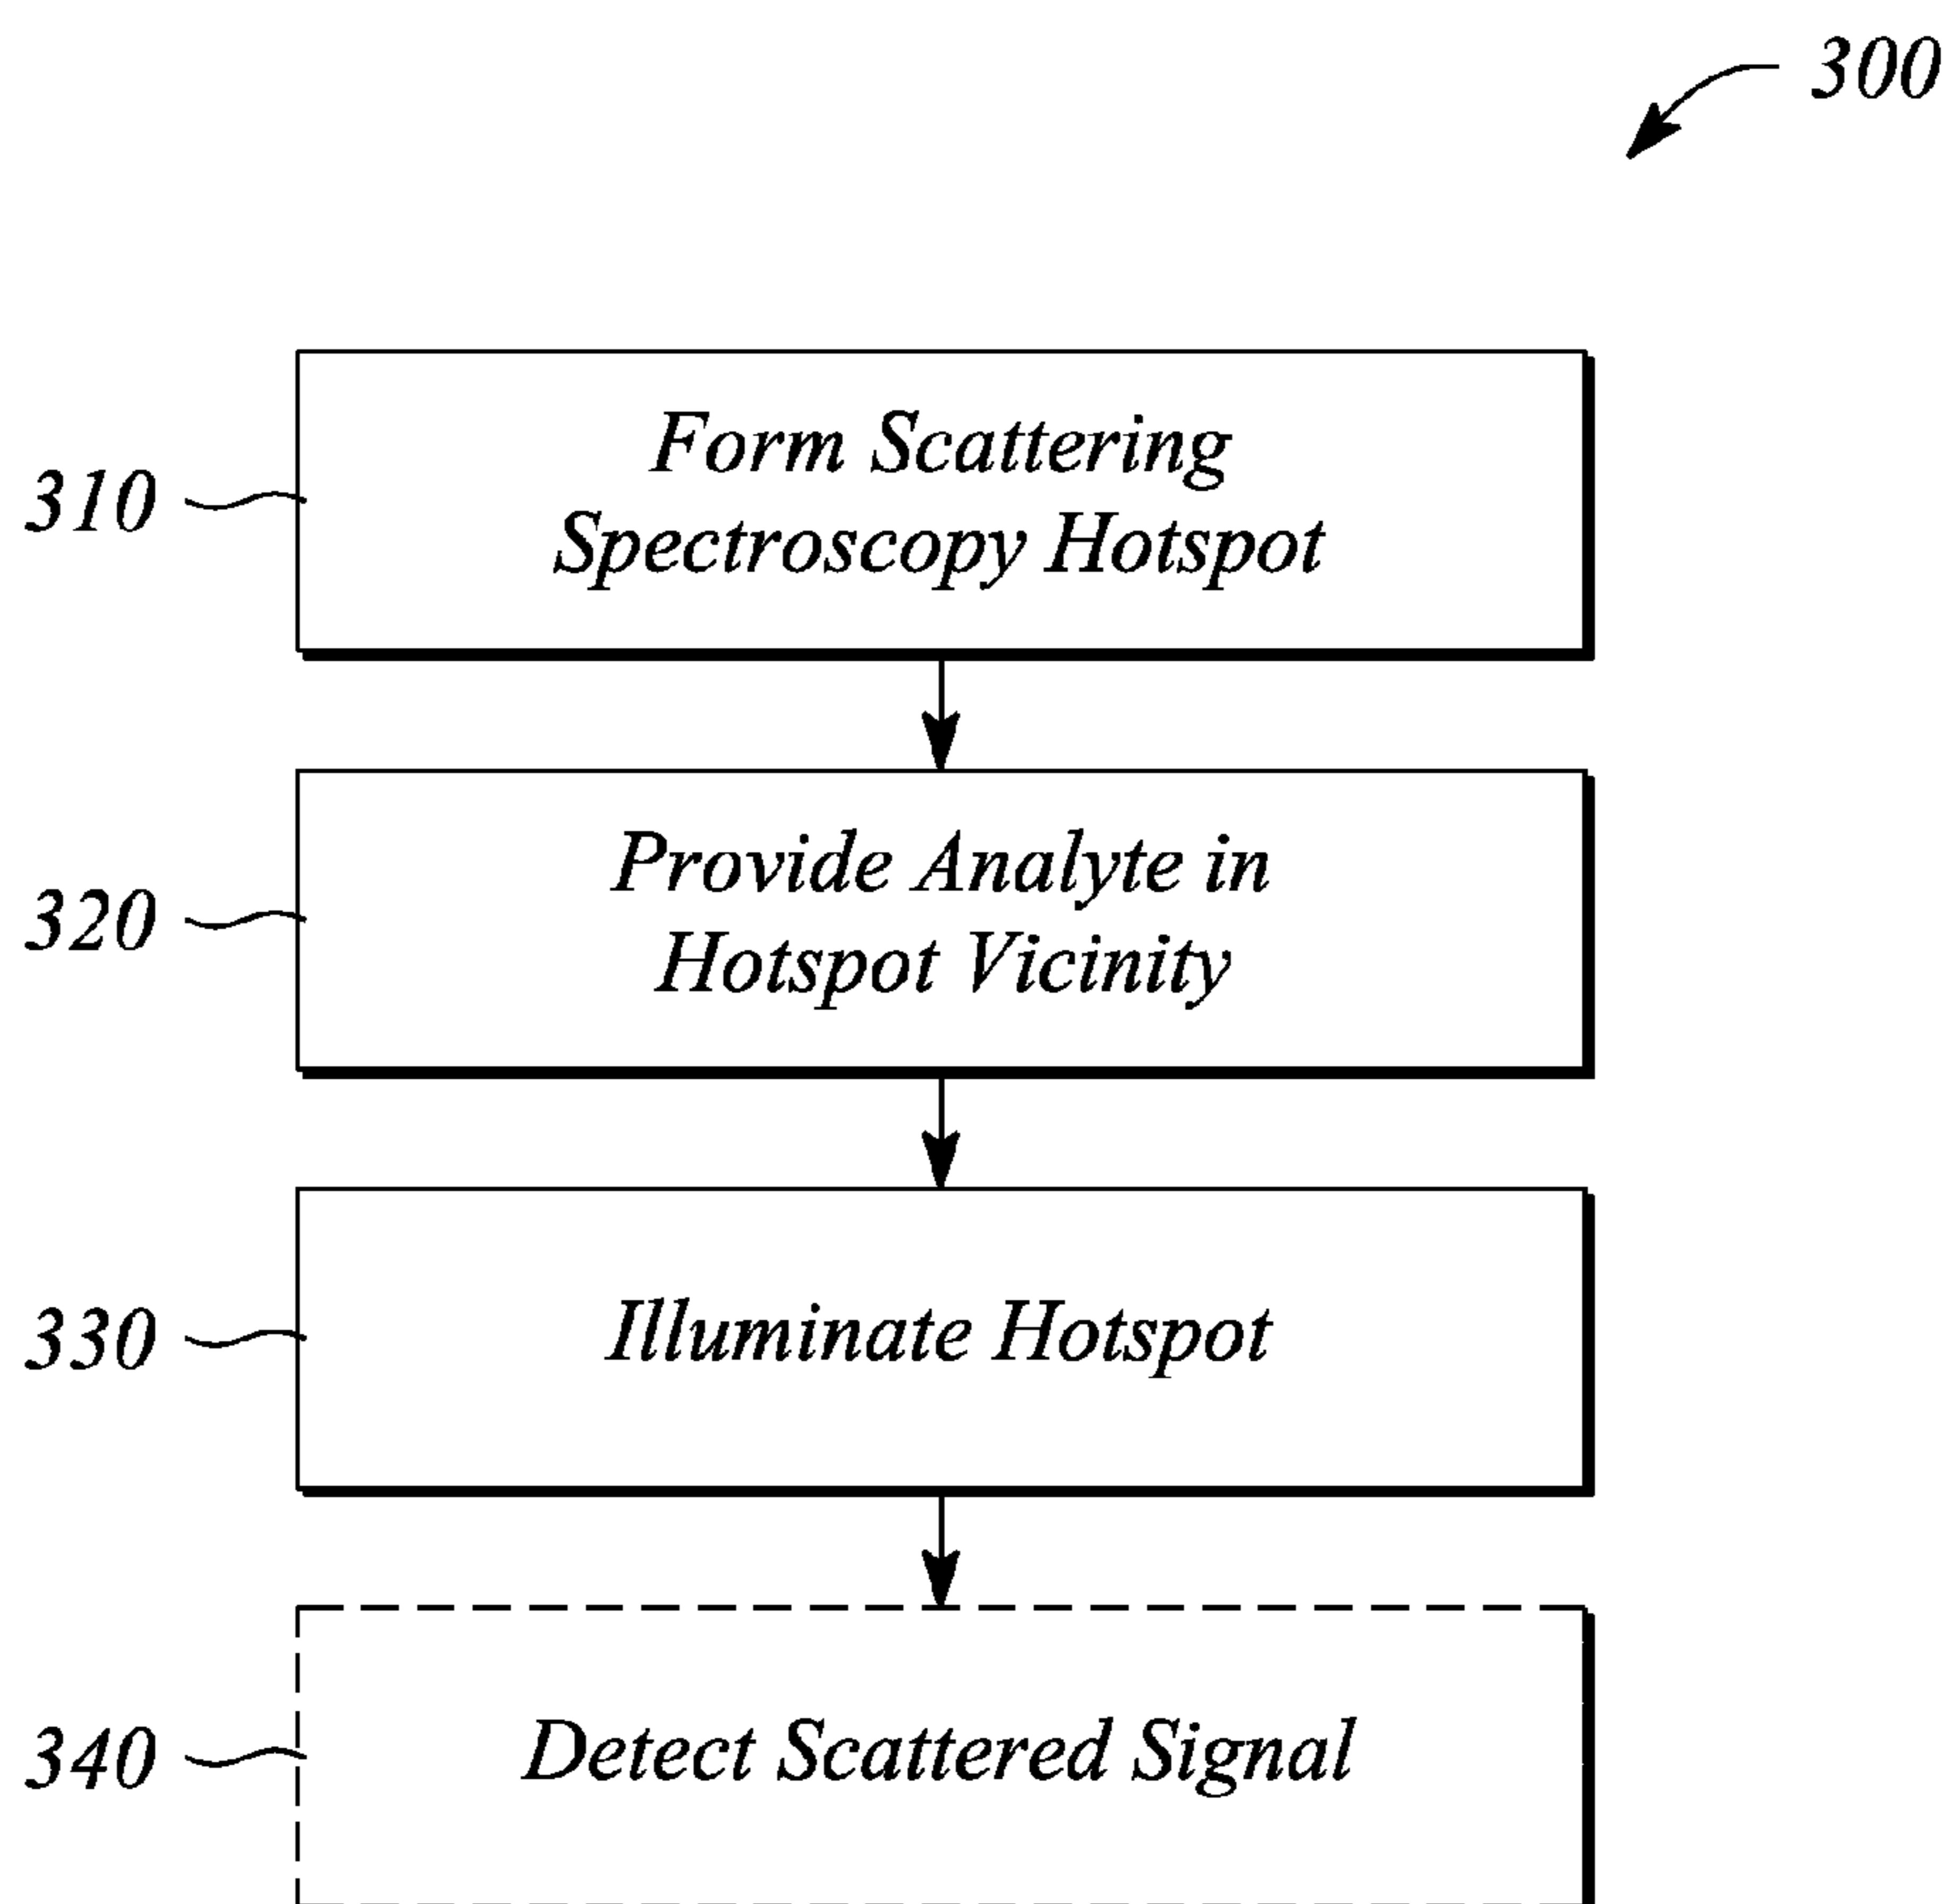 300
310
Form Scattering
Spectroscopy Hotspot
320
Provide Analyte in
Hotspot Vicinity
330
Illuminate Hotspot
340
Detect Scattered Signal